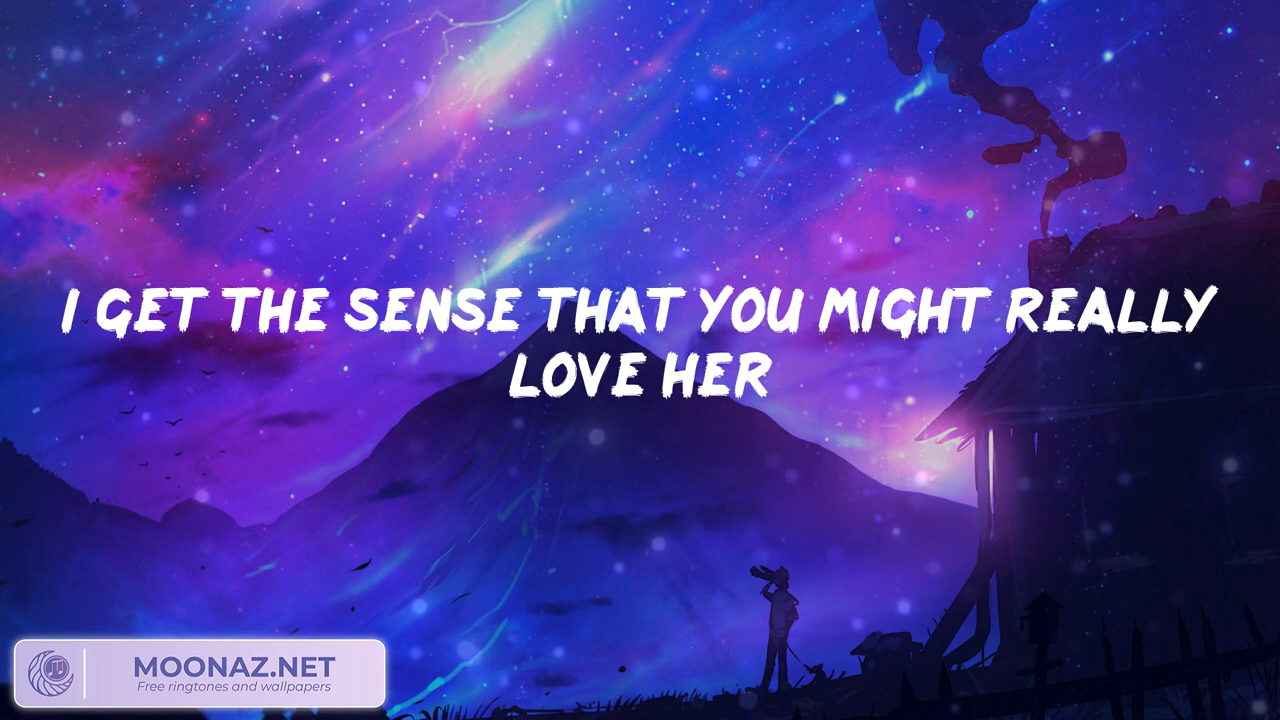 I GET THE SENSE THAT YOU MIGHT REALLY
LOVE HER
MOONAZ.NET
Free ringtones and wallpapers